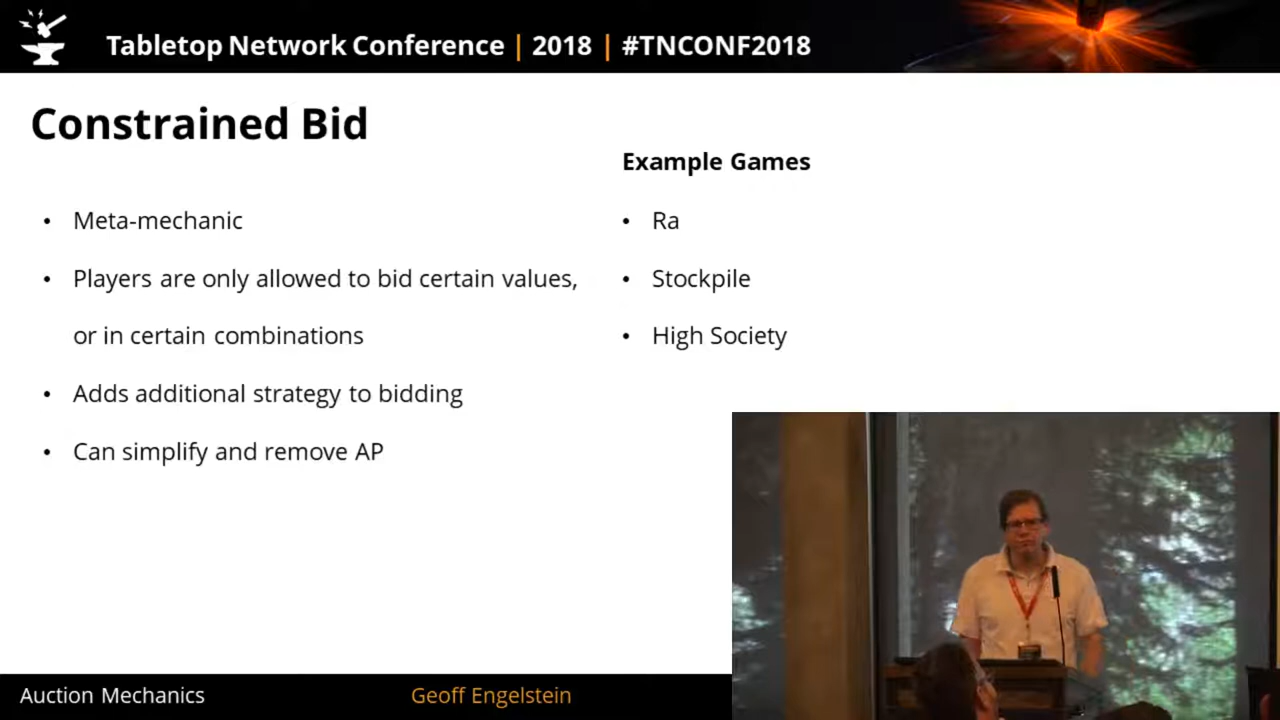 Tabletop Network Conference | 2018 | #TNCONF2018
Constrained Bid
• Meta-mechanic
• Players are only allowed to bid certain values,
or in certain combinations
• Adds additional strategy to bidding
• Can simplify and remove AP
Example Games
• Ra
• Stockpile
• High Society
Auction Mechanics
Geoff Engelstein